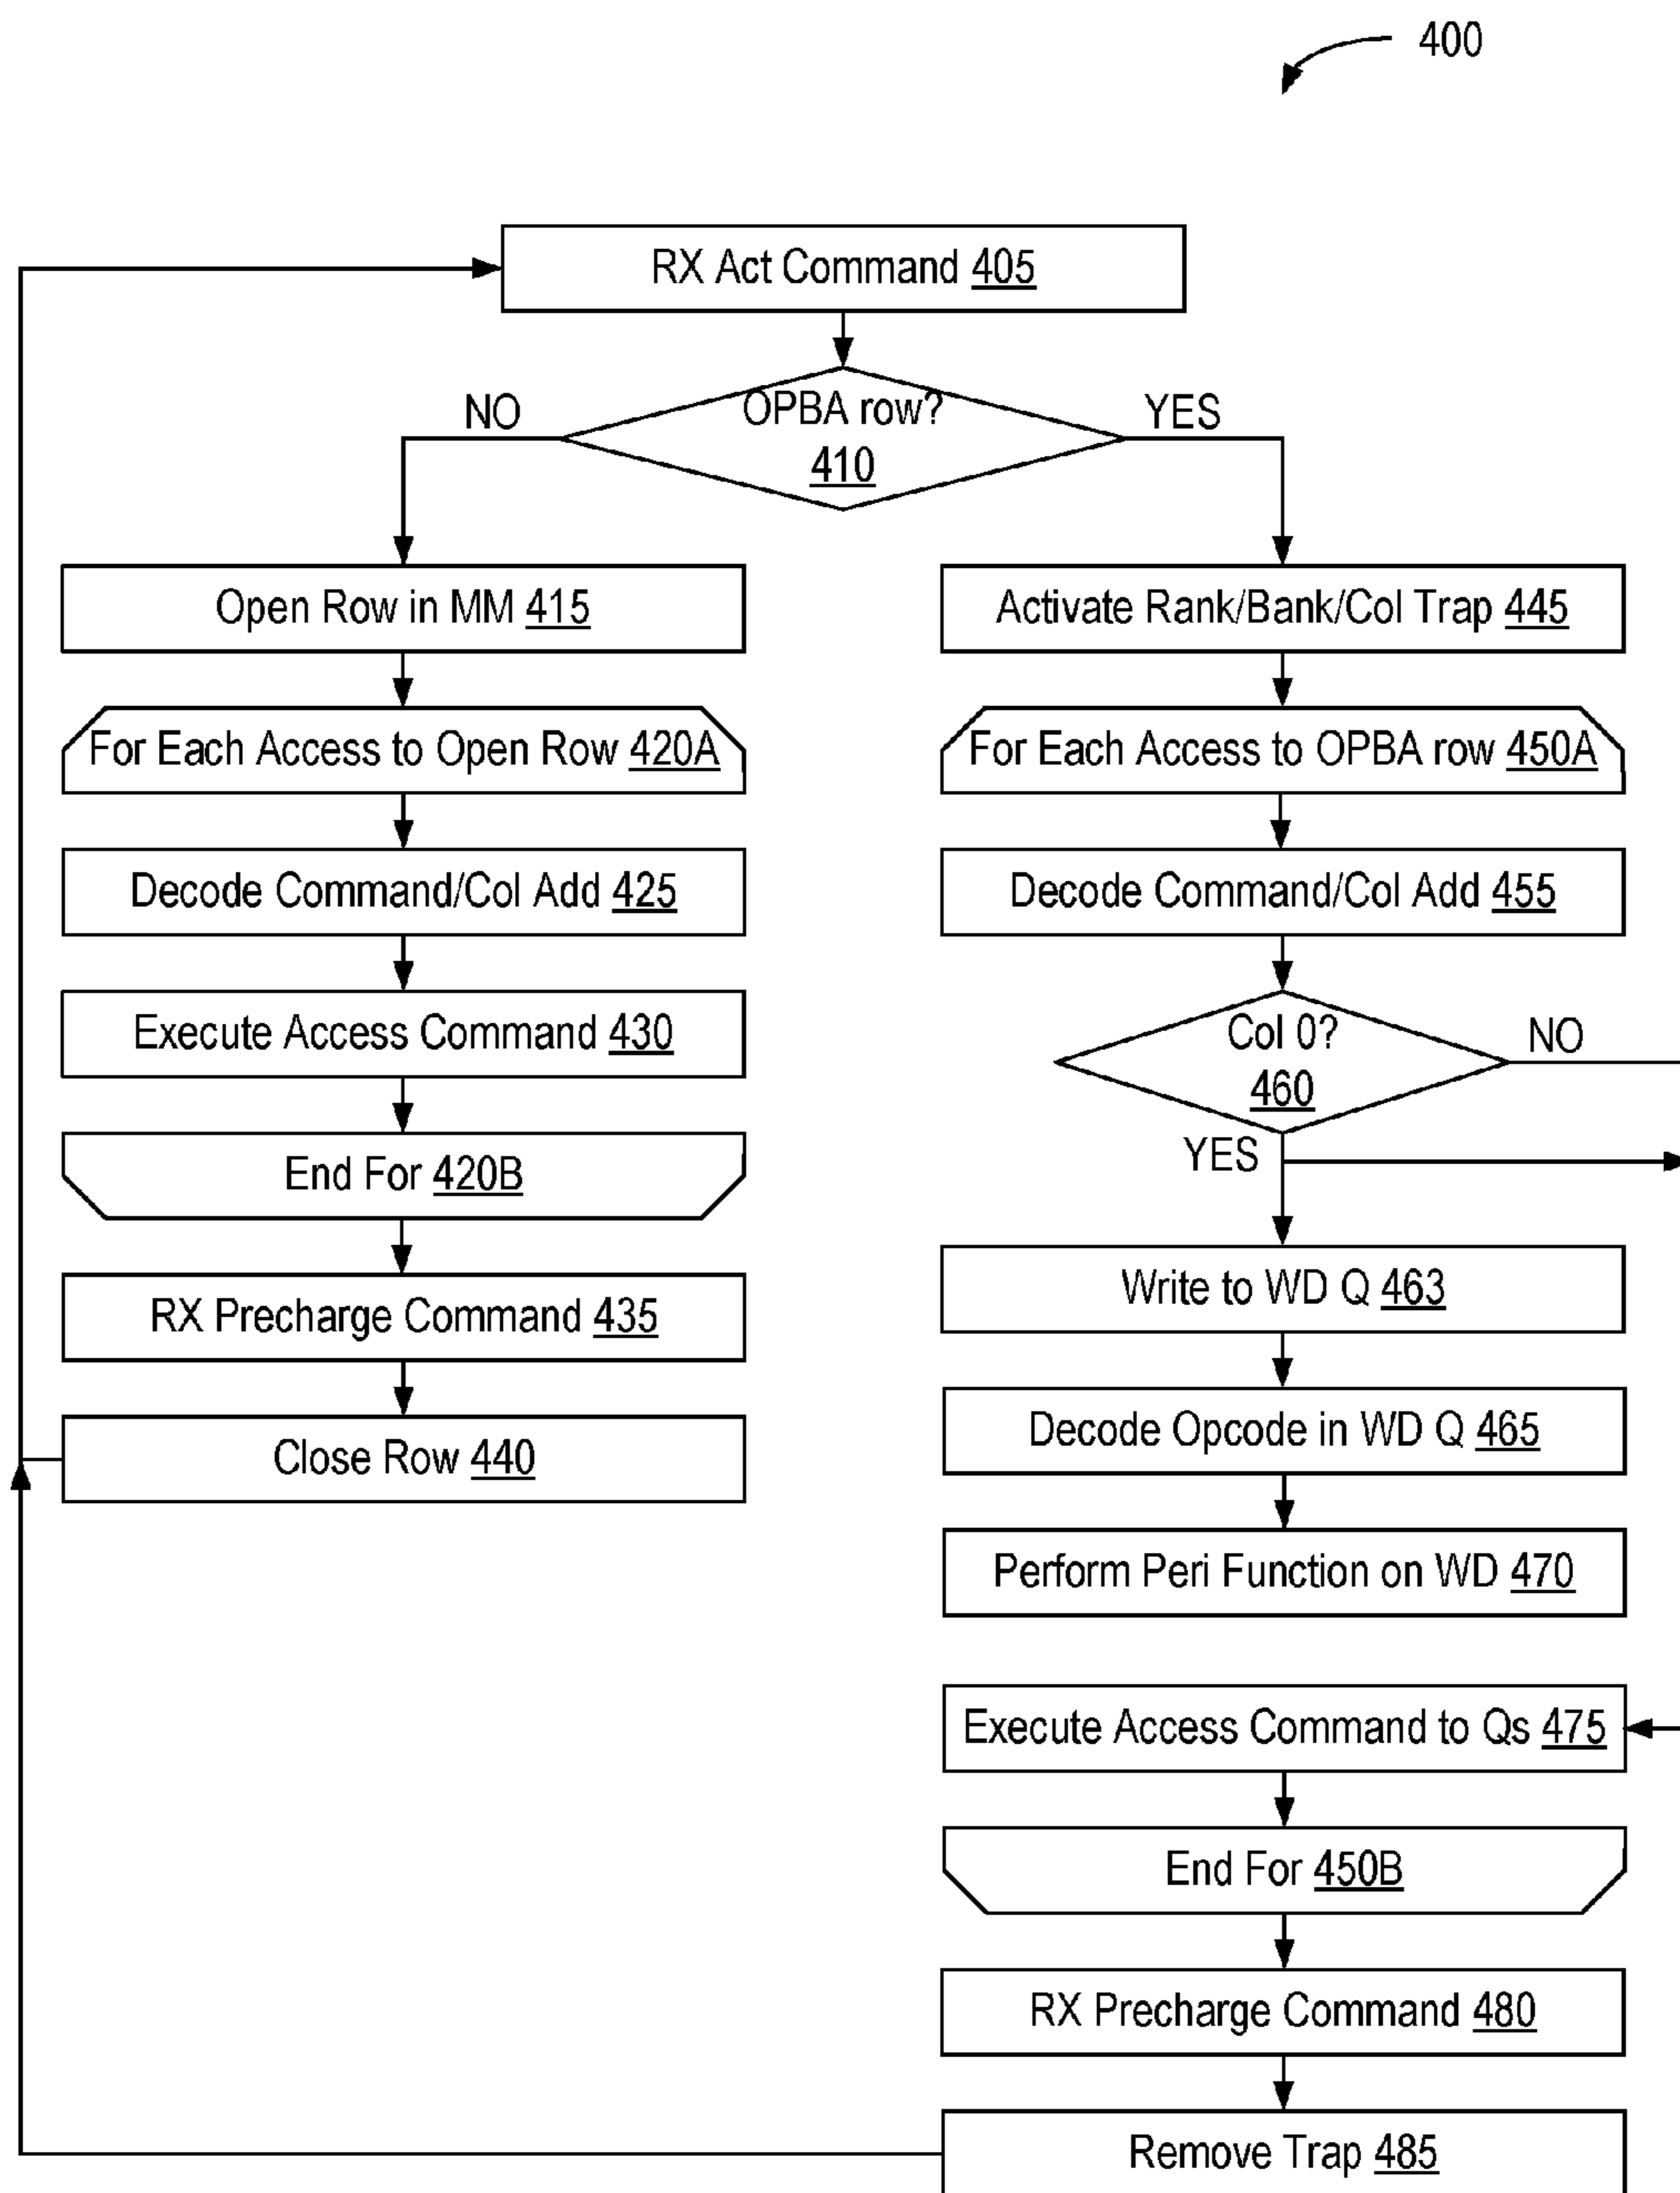 400
RX Act Command 405
NO
OPBA row?
410
YES
Open Row in MM 415
For Each Access to Open Row 420A
Decode Command/Col Add 425
Execute Access Command 430
End For 420B
RX Precharge Command 435
Close Row 440
Activate Rank/Bank/Col Trap 445
For Each Access to OPBA row 450A
Decode Command/Col Add 455
Col 0?
460
NO
YES
Write to WD Q 463
Decode Opcode in WD Q 465
Perform Peri Function on WD 470
Execute Access Command to Qs 475
End For 450B
RX Precharge Command 480
Remove Trap 485